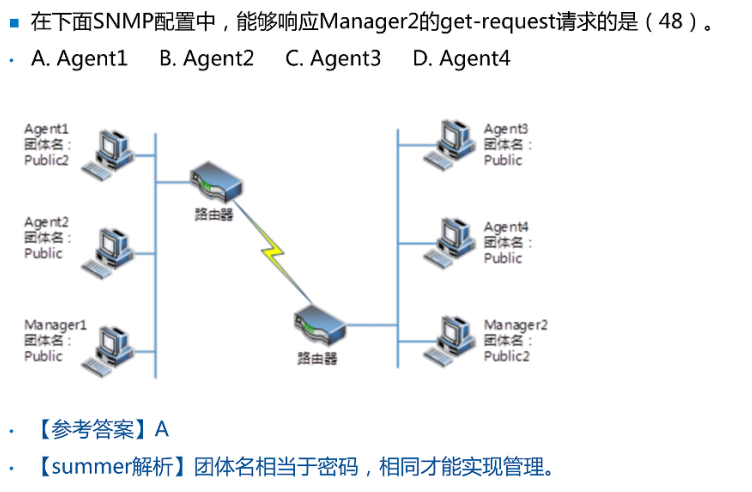 ■ 在下面SNMP配置中，能够响应Manager2的get-request请求的是（48）。
• A. Agent1 B. Agent2 C. Agent3 D. Agent4
Agent1
团体名：
Public2
Agent2
团体名：
Public
Manager1
团体名：
Public
路由器
路由器
Agent3
团体名：
Public
Agent4
团体名：
Public
Manager2
团体名：
Public2
• 【参考答案】A
• 【summer解析】团体名相当于密码，相同才能实现管理。